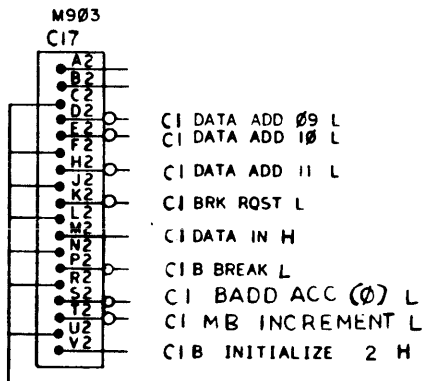 M9Ø3
C17
A2
B2
C2
D2
C1 DATA ADD Ø9 L
E2
C1 DATA ADD 1Ø L
F2
H2
C1 DATA ADD 11 L
J2
K2
C1 BRK RQST L
L2
M2
C1 DATA IN H
N2
P2
C1 B BREAK L
R2
S2
C1 BADD ACC (Ø) L
T2
C1 MB INCREMENT L
U2
V2
C1 B INITIALIZE 2 H